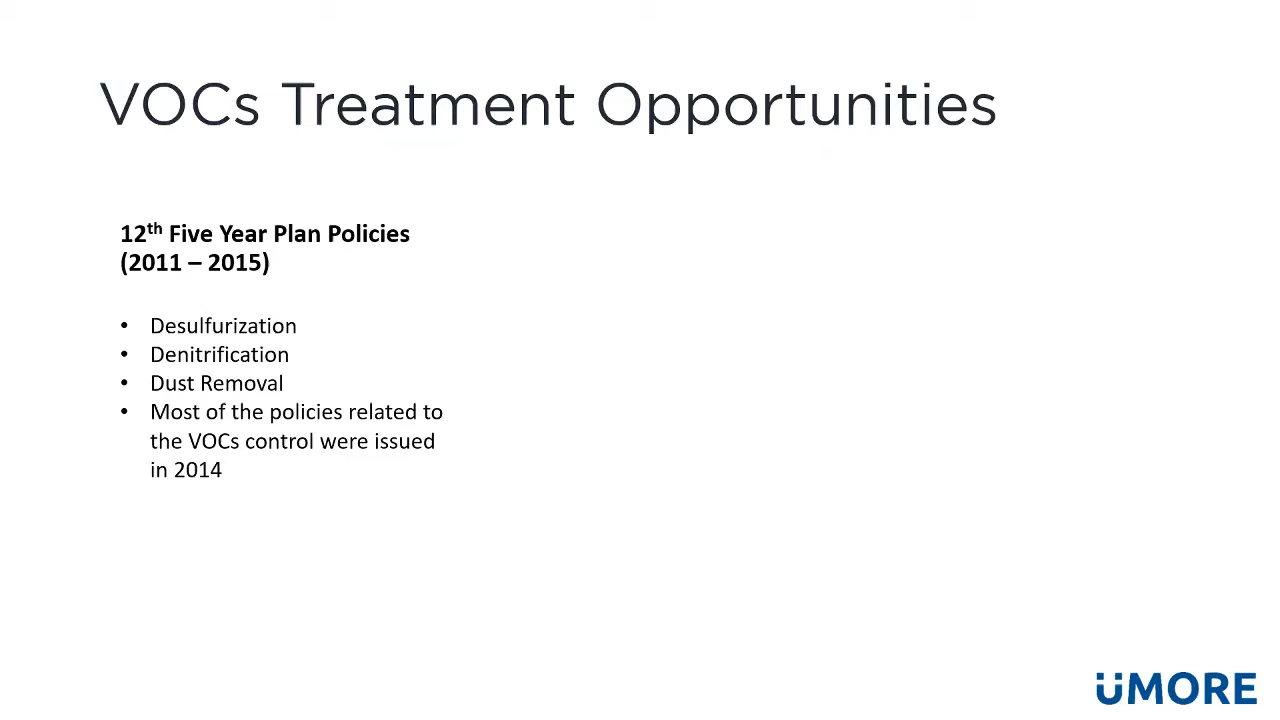 VOCs Treatment Opportunities
12th Five Year Plan Policies
(2011 – 2015)
• Desulfurization
• Denitrification
• Dust Removal
• Most of the policies related to
the VOCs control were issued
in 2014
ÜMORE